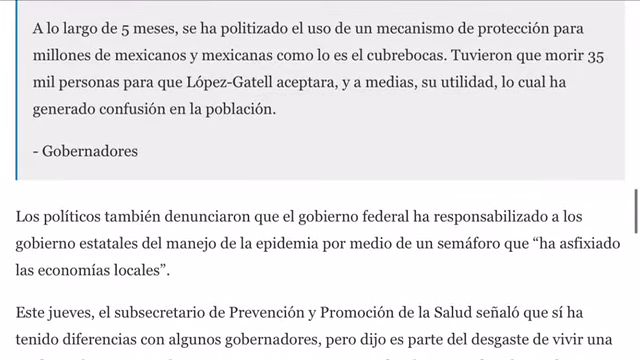 A lo largo de 5 meses, se ha politizado el uso de un mecanismo de protección para
millones de mexicanos y mexicanas como lo es el cubrebocas. Tuvieron que morir 35
mil personas para que López-Gatell aceptara, y a medias, su utilidad, lo cual ha
generado confusión en la población.
- Gobernadores
Los políticos también denunciaron que el gobierno federal ha responsabilizado a los
gobierno estatales del manejo de la epidemia por medio de un semáforo que “ha asfixiado
las economías locales”.
Este jueves, el subsecretario de Prevención y Promoción de la Salud señaló que sí ha
tenido diferencias con algunos gobernadores, pero dijo es parte del desgaste de vivir una